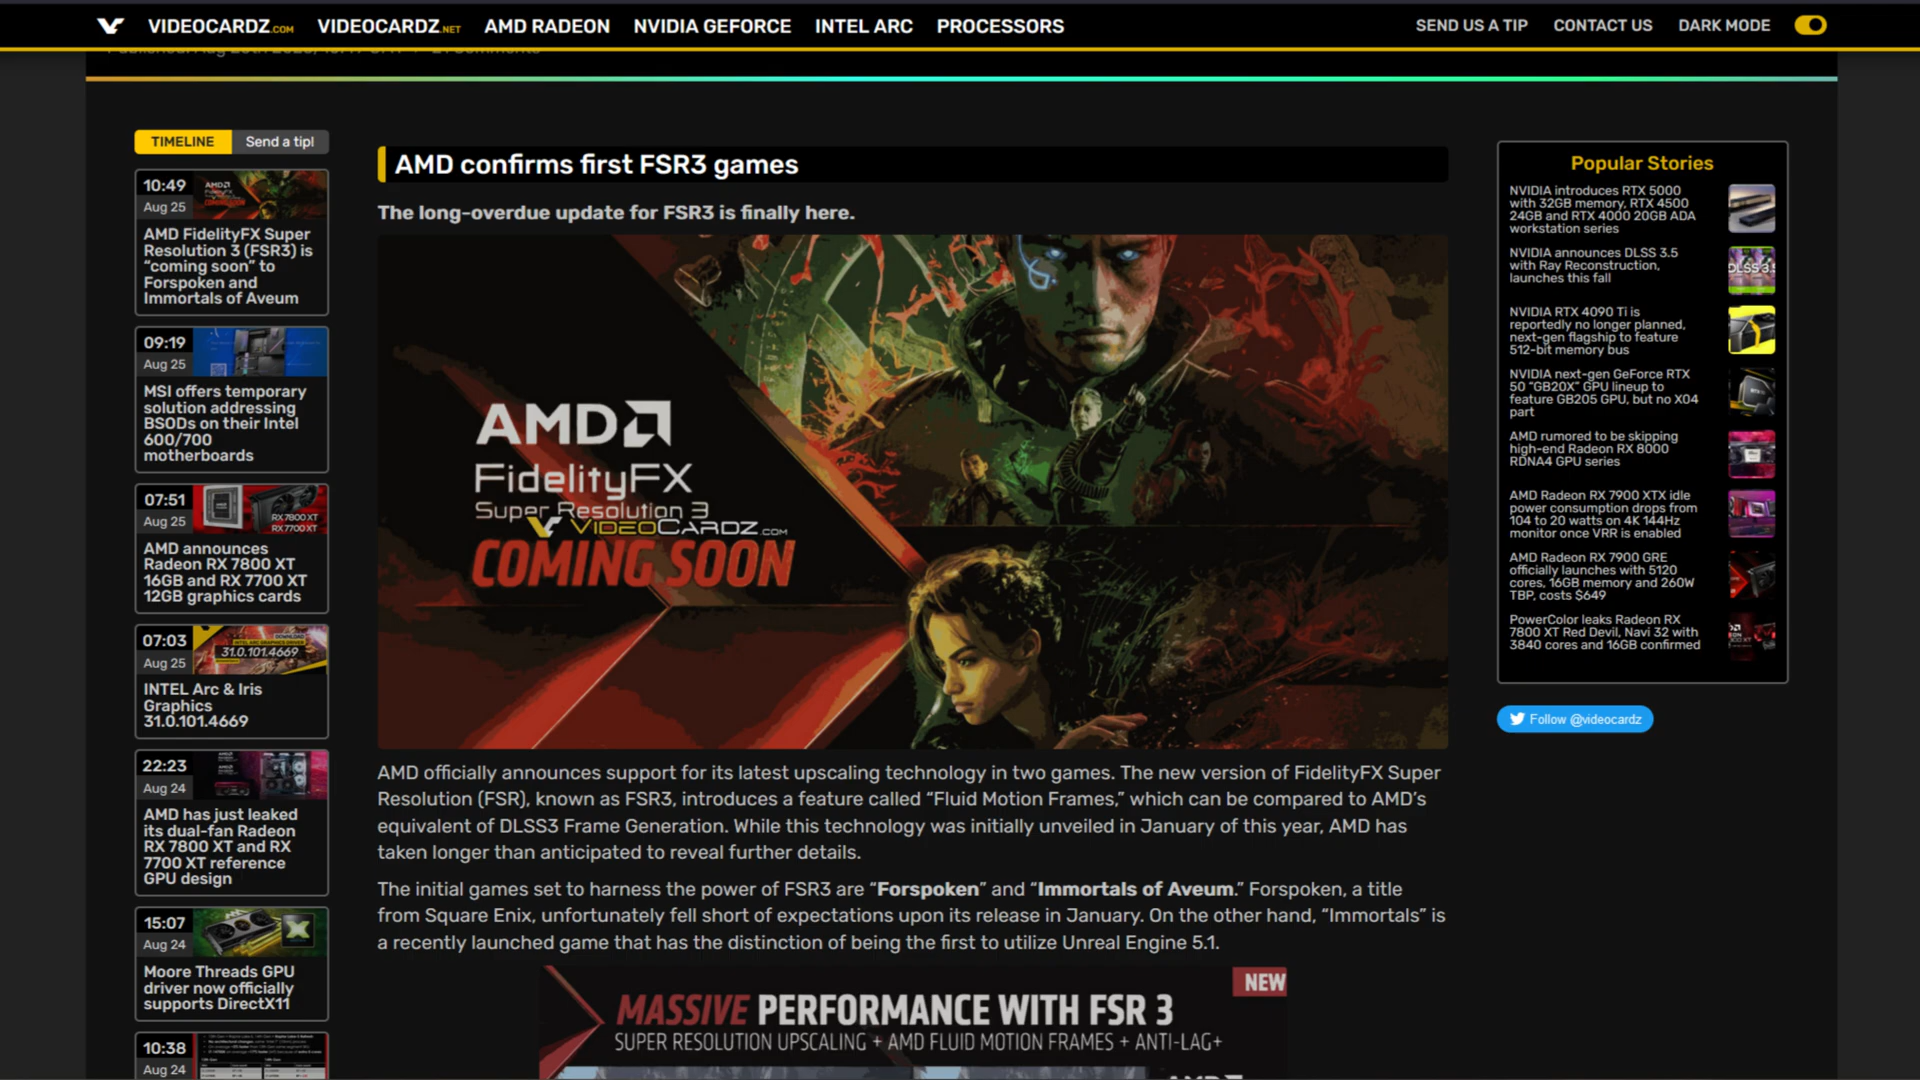 VIDEOCARDZ.COM VIDEOCARDZ.NET AMD RADEON NVIDIA GEFORCE INTEL ARC PROCESSORS SEND US A TIP CONTACT US DARK MODE
TIMELINE Send a tip!
10:49
Aug 25
AMD FidelityFX Super
Resolution 3 (FSR3) is
“coming soon” to
Forspoken and
Immortals of Aveum
09:19
Aug 25
MSI offers temporary
solution addressing
BSODs on their Intel
600/700
motherboards
07:51
Aug 25
RX 7800 XT
RX 7700 XT
AMD announces
Radeon RX 7800 XT
16GB and RX 7700 XT
12GB graphics cards
07:03
Aug 25
31.0.101.4669
INTEL Arc & Iris
Graphics
31.0.101.4669
22:23
Aug 24
AMD has just leaked
its dual-fan Radeon
RX 7800 XT and RX
7700 XT reference
GPU design
15:07
Aug 24
Moore Threads GPU
driver now officially
supports DirectX11
10:38
Aug 24
AMD confirms first FSR3 games
The long-overdue update for FSR3 is finally here.
AMD
FidelityFX
Super Resolution 3
VIDEOCARDZ.COM
COMING SOON
AMD officially announces support for its latest upscaling technology in two games. The new version of FidelityFX Super
Resolution (FSR), known as FSR3, introduces a feature called “Fluid Motion Frames,” which can be compared to AMD’s
equivalent of DLSS3 Frame Generation. While this technology was initially unveiled in January of this year, AMD has
taken longer than anticipated to reveal further details.
The initial games set to harness the power of FSR3 are “Forspoken” and “Immortals of Aveum.” Forspoken, a title
from Square Enix, unfortunately fell short of expectations upon its release in January. On the other hand, “Immortals” is
a recently launched game that has the distinction of being the first to utilize Unreal Engine 5.1.
NEW
MASSIVE PERFORMANCE WITH FSR 3
SUPER RESOLUTION UPSCALING + AMD FLUID MOTION FRAMES + ANTI-LAG+
Popular Stories
NVIDIA introduces RTX 5000
with 32GB memory, RTX 4500
24GB and RTX 4000 20GB ADA
workstation series
NVIDIA announces DLSS 3.5
with Ray Reconstruction,
launches this fall
DLSS 3.5
NVIDIA RTX 4090 Ti is
reportedly no longer planned,
next-gen flagship to feature
512-bit memory bus
NVIDIA next-gen GeForce RTX
50 “GB20X” GPU lineup to
feature GB205 GPU, but no X04
part
AMD rumored to be skipping
high-end Radeon RX 8000
RDNA4 GPU series
AMD Radeon RX 7900 XTX idle
power consumption drops from
104 to 20 watts on 4K 144Hz
monitor once VRR is enabled
AMD Radeon RX 7900 GRE
officially launches with 5120
cores, 16GB memory and 260W
TBP, costs $649
PowerColor leaks Radeon RX
7800 XT Red Devil, Navi 32 with
3840 cores and 16GB confirmed
Follow @videocardz